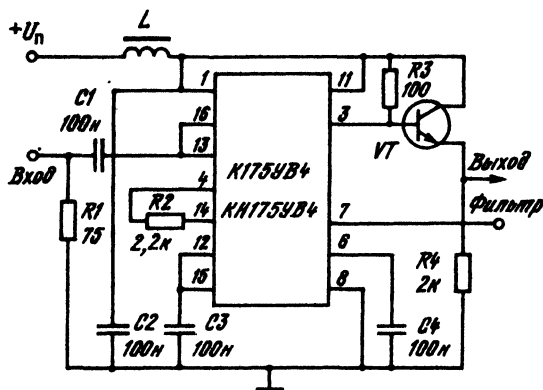 +Uп
L
1
11
R3
100
C1
100н
16
3
13
VT
Вход
К175УВ4
Выход
4
R2
14
КН175УВ4
7
Фильтр
R1
75
2,2к
12
6
15
8
R4
2к
C2
100н
C3
100н
C4
100н